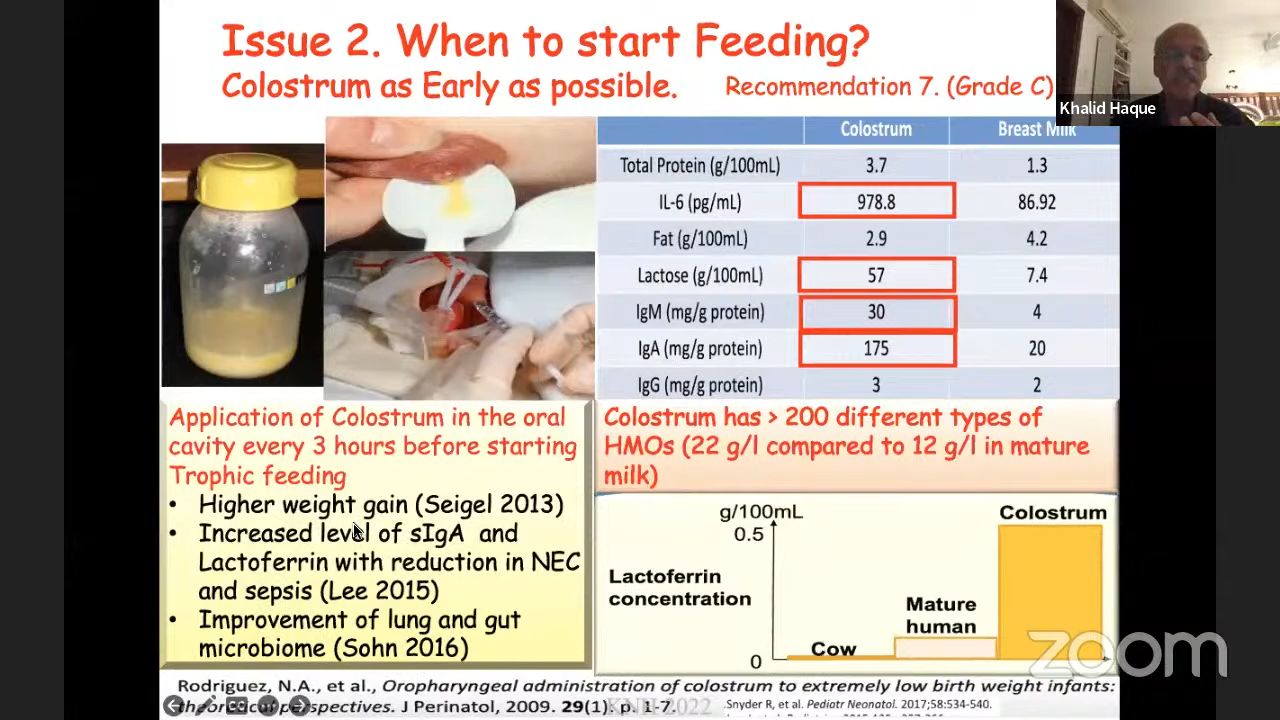 Issue 2. When to start Feeding?
Colostrum as Early as possible.
Recommendation 7. (Grade C)
Khalid Haque
Colostrum Breast Milk
Total Protein (g/100mL) 3.7 1.3
IL-6 (pg/mL) 978.8 86.92
Fat (g/100mL) 2.9 4.2
Lactose (g/100mL) 57 7.4
IgM (mg/g protein) 30 4
IgA (mg/g protein) 175 20
IgG (mg/g protein) 3 2
Application of Colostrum in the oral
cavity every 3 hours before starting
Trophic feeding
• Higher weight gain (Seigel 2013)
• Increased level of sIgA and
Lactoferrin with reduction in NEC
and sepsis (Lee 2015)
• Improvement of lung and gut
microbiome (Sohn 2016)
Colostrum has > 200 different types of
HMOs (22 g/l compared to 12 g/l in mature
milk)
g/100mL
0.5
Colostrum
Lactoferrin
concentration
Mature
human
Cow
0
zoom
Rodriguez, N.A., et al., Oropharyngeal administration of colostrum to extremely low birth weight infants:
theoretical perspectives. J Perinatol, 2009. 29(1): p. 1-7.
KNH 2022
Snyder R, et al. Pediatr Neonatol. 2017;58:534-540.